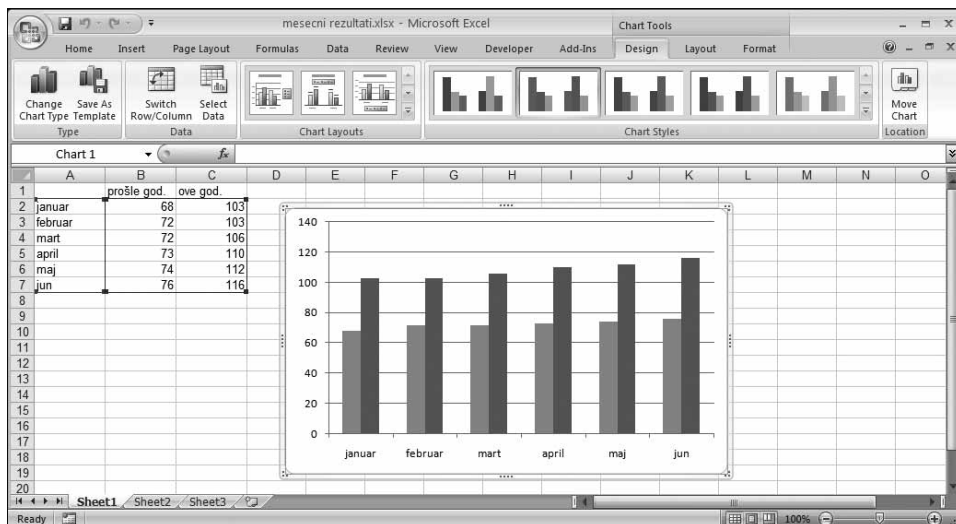 mesecni rezultati.xlsx - Microsoft Excel
Chart Tools
Home Insert Page Layout Formulas Data Review View Developer Add-Ins Design Layout Format
Change Chart Type
Save As Template
Switch Row/Column
Select Data
Move Chart
Type Data Chart Layouts Chart Styles Location
Chart 1 fx
A B C D E F G H I J K L M N O
1 prošle god. ove god.
2 januar 68 103
3 februar 72 103
4 mart 72 106
5 april 73 110
6 maj 74 112
7 jun 76 116
8
9
10
11
12
13
14
15
16
17
18
19
20
140
120
100
80
60
40
20
0
januar februar mart april maj jun
Sheet1 Sheet2 Sheet3
Ready 100%